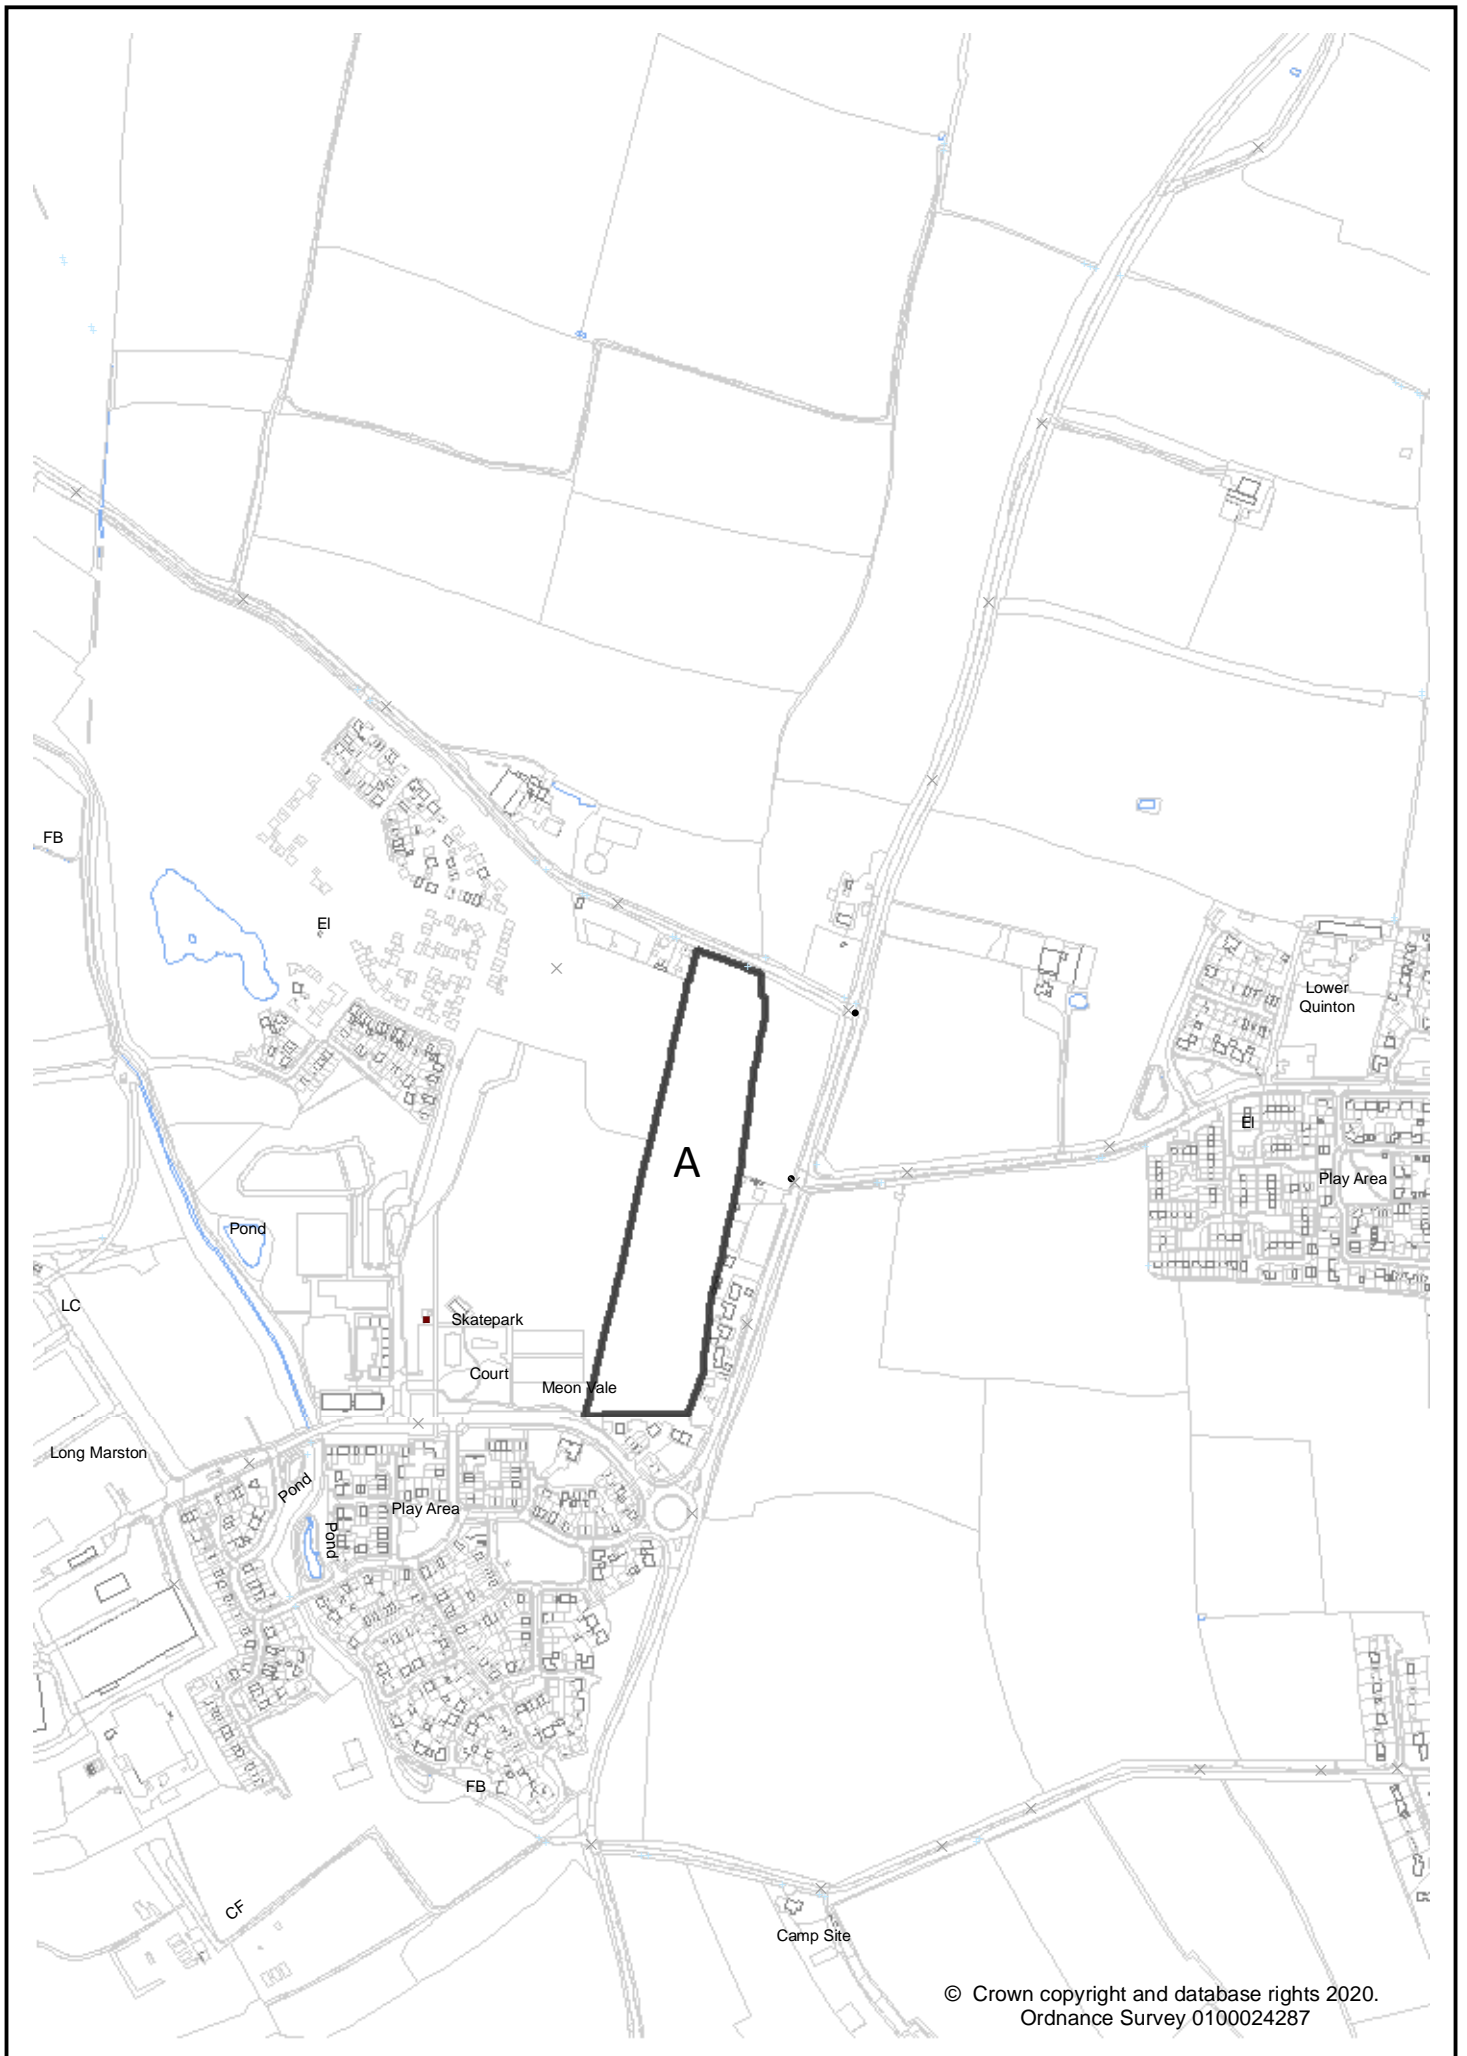 FB
El
Lower
Quinton
El
A
Play Area
Pond
LC
Skatepark
Court
Meon Vale
Long Marston
Pond
Play Area
Pond
FB
CF
Camp Site
© Crown copyright and database rights 2020.
Ordnance Survey 0100024287